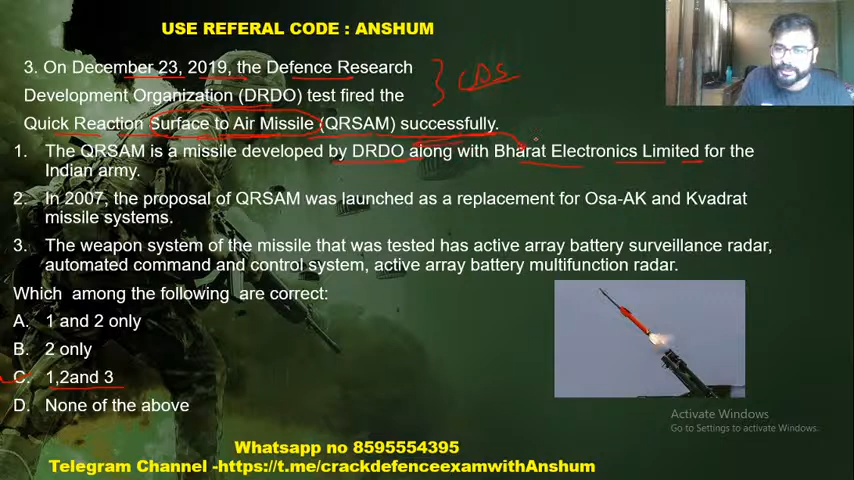 USE REFERAL CODE : ANSHUM
3. On December 23, 2019, the Defence Research
Development Organization (DRDO) test fired the
Quick Reaction Surface to Air Missile (QRSAM) successfully.
CDS
1. The QRSAM is a missile developed by DRDO along with Bharat Electronics Limited for the
Indian army.
2. In 2007, the proposal of QRSAM was launched as a replacement for Osa-AK and Kvadrat
missile systems.
3. The weapon system of the missile that was tested has active array battery surveillance radar,
automated command and control system, active array battery multifunction radar.
Which among the following are correct:
A. 1 and 2 only
B. 2 only
C. 1,2and 3
D. None of the above
Activate Windows
Go to Settings to activate Windows.
Whatsapp no 8595554395
Telegram Channel -https://t.me/crackdefenceexamwithAnshum